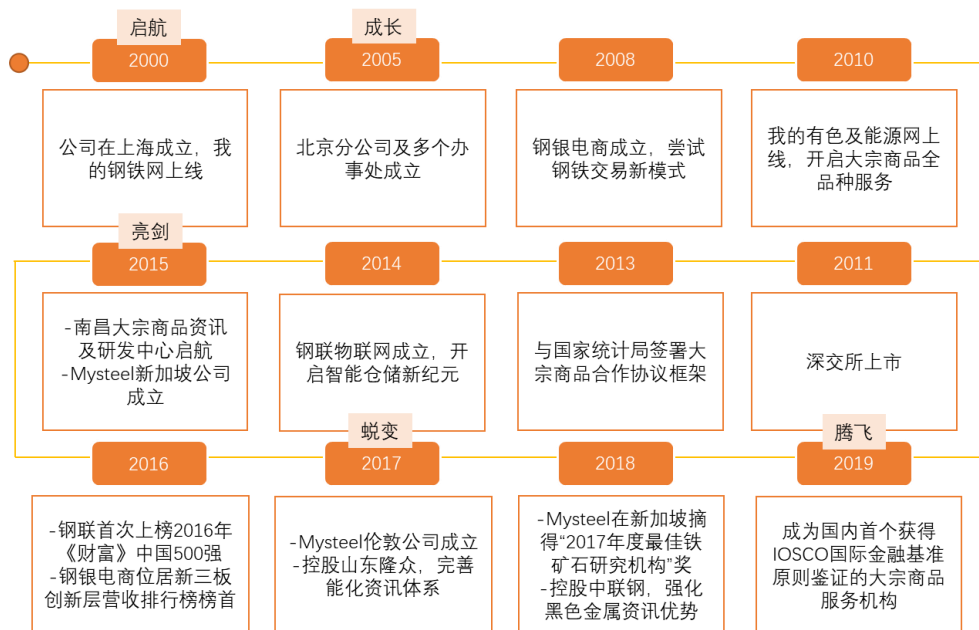 启航
2000
公司在上海成立，我
的钢铁网上线
成长
2005
北京分公司及多个办
事处成立
2008
钢银电商成立，尝试
钢铁交易新模式
2010
我的有色及能源网上
线，开启大宗商品全
品种服务
亮剑
2015
-南昌大宗商品资讯
及研发中心启航
-Mysteel新加坡公司
成立
2014
钢联物联网成立，开
启智能仓储新纪元
2013
与国家统计局签署大
宗商品合作协议框架
2011
深交所上市
2016
-钢联首次上榜2016年
《财富》中国500强
-钢银电商位居新三板
创新层营收排行榜榜首
蜕变
2017
-Mysteel伦敦公司成立
-控股山东隆众，完善
能化资讯体系
2018
-Mysteel在新加坡摘
得“2017年度最佳铁
矿石研究机构”奖
-控股中联钢，强化
黑色金属资讯优势
腾飞
2019
成为国内首个获得
IOSCO国际金融基准
原则鉴证的大宗商品
服务机构